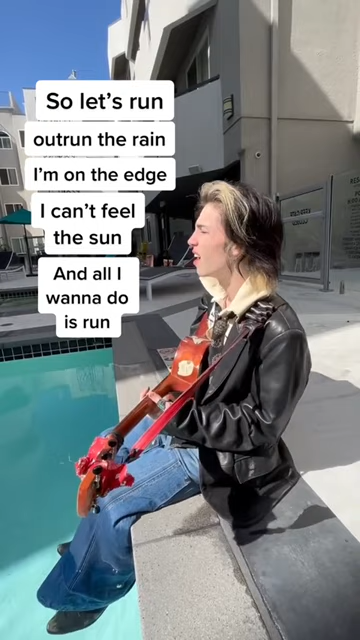 So let's run
outrun the rain
I'm on the edge
I can't feel
the sun
And all I
wanna do
is run